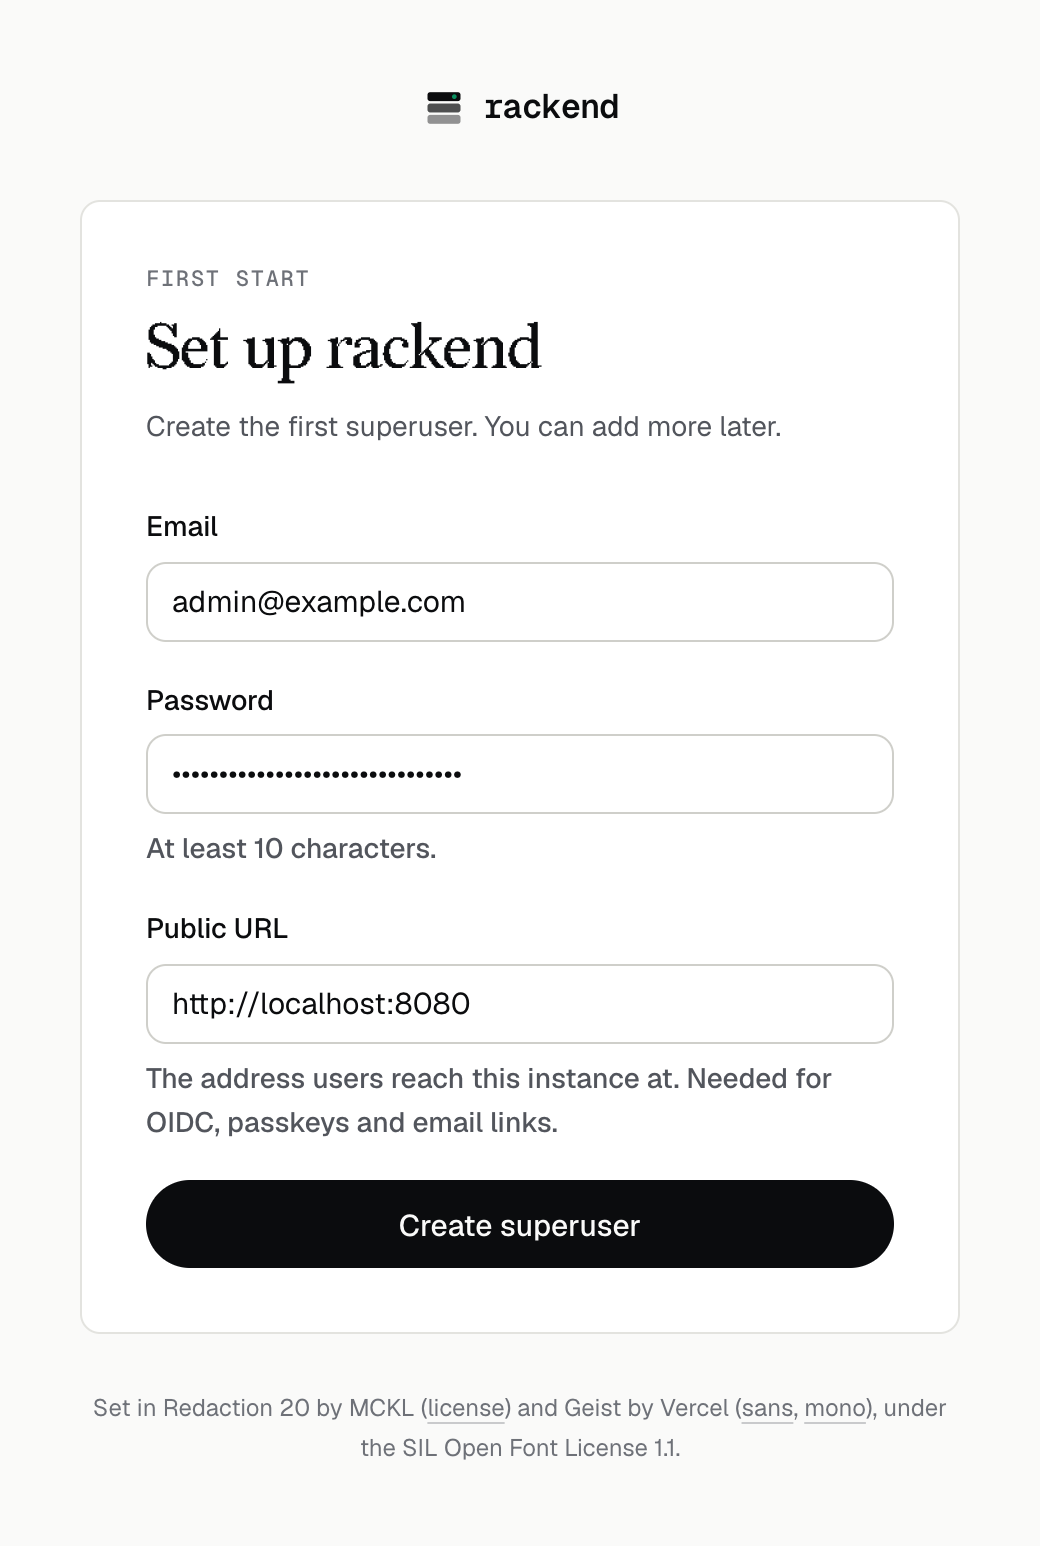 rackend
FIRST START
Set up rackend
Create the first superuser. You can add more later.
Email
admin@example.com
Password
•••••••••••••••••••••••••••••••
At least 10 characters.
Public URL
http://localhost:8080
The address users reach this instance at. Needed for
OIDC, passkeys and email links.
Create superuser
Set in Redaction 20 by MCKL (license) and Geist by Vercel (sans, mono), under
the SIL Open Font License 1.1.